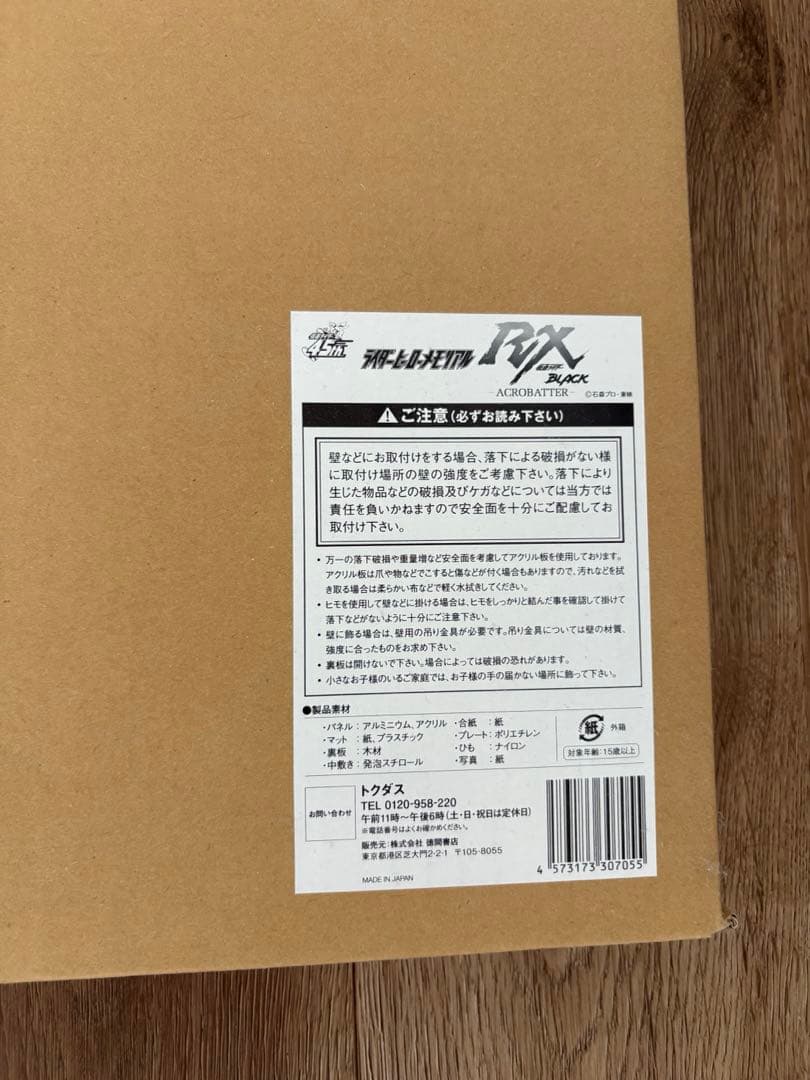 45th
ライダーヒーローメモリアル
RX
仮面ライダー
BLACK
- ACROBATTER -
©石森プロ・東映
⚠ご注意(必ずお読み下さい)
壁などにお取付けをする場合、落下による破損がない様
に取付け場所の壁の強度をご考慮下さい。落下により
生じた物品などの破損及びケガなどについては当方では
責任を負いかねますので安全面を十分にご配慮してお
取付け下さい。
・万一の落下破損や重量増など安全面を考慮してアクリル板を使用しております。
アクリル板は爪や物などでこすると傷などが付く場合もありますので、汚れなどを拭
き取る場合は柔らかい布などで軽く水拭きしてください。
・ヒモを使用して壁などに掛ける場合は、ヒモをしっかりと結んだ事を確認して掛けて
落下などがないように十分にご注意下さい。
・壁に飾る場合は、壁用の吊り金具が必要です。吊り金具については壁の材質、
強度に合ったものをお求め下さい。
・裏板は開けないで下さい。場合によっては破損の恐れがあります。
・小さなお子様のいるご家庭では、お子様の手の届かない場所に飾って下さい。
●製品素材
・パネル:アルミニウム、アクリル
・マット:紙、プラスチック
・裏板:木材
・中敷き:発泡スチロール
・台紙:紙
・プレート:ポリエチレン
・ひも:ナイロン
・写真:紙
紙
外箱
対象年齢:15歳以上
お問い合わせ
トクダス
TEL 0120-958-220
午前11時〜午後6時(土・日・祝日は定休日)
※電話番号はよくお確かめください。
販売元:株式会社 徳間書店
東京都港区芝大門2-2-1 〒105-8055
MADE IN JAPAN
4 573173 307055